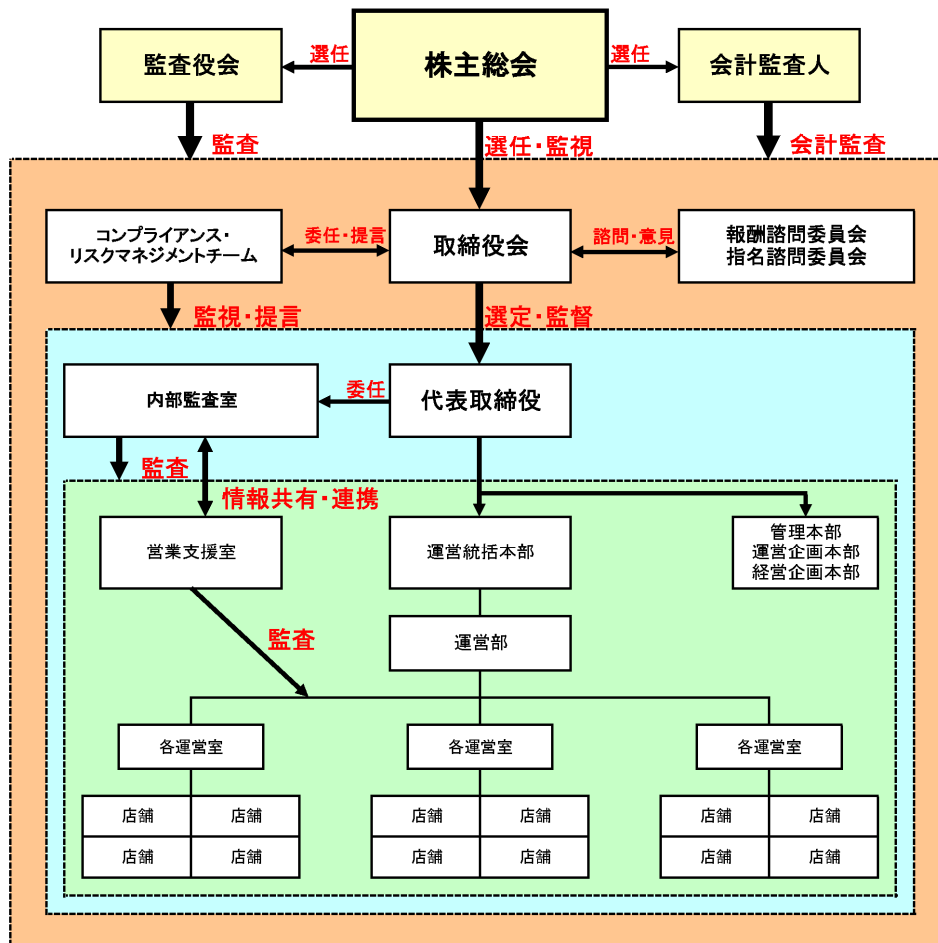 選任
株主総会
選任
監査役会
会計監査人
監査
選任・監視
会計監査
コンプライアンス・
リスクマネジメントチーム
委任・提言
取締役会
諮問・意見
報酬諮問委員会
指名諮問委員会
監視・提言
選定・監督
内部監査室
委任
代表取締役
監査
情報共有・連携
営業支援室
運営統括本部
管理本部
運営企画本部
経営企画本部
監査
運営部
各運営室
各運営室
各運営室
店舗 店舗 店舗 店舗 店舗 店舗
店舗 店舗 店舗 店舗 店舗 店舗